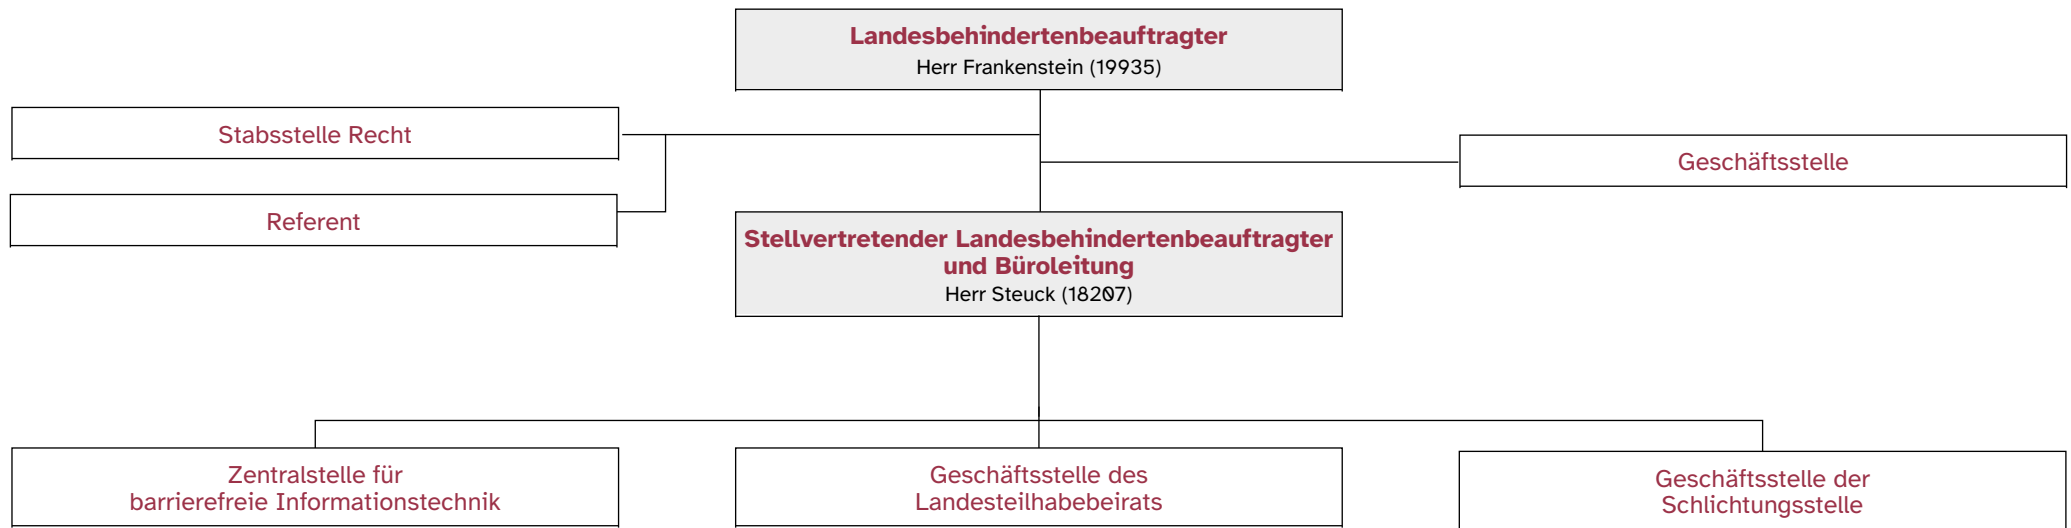 Landesbehindertenbeauftragter
Herr Frankenstein (19935)
Stabsstelle Recht
Geschäftsstelle
Referent
Stellvertretender Landesbehindertenbeauftragter
und Büroleitung
Herr Steuck (18207)
Zentralstelle für
barrierefreie Informationstechnik
Geschäftsstelle des
Landesteilhabebeirats
Geschäftsstelle der
Schlichtungsstelle